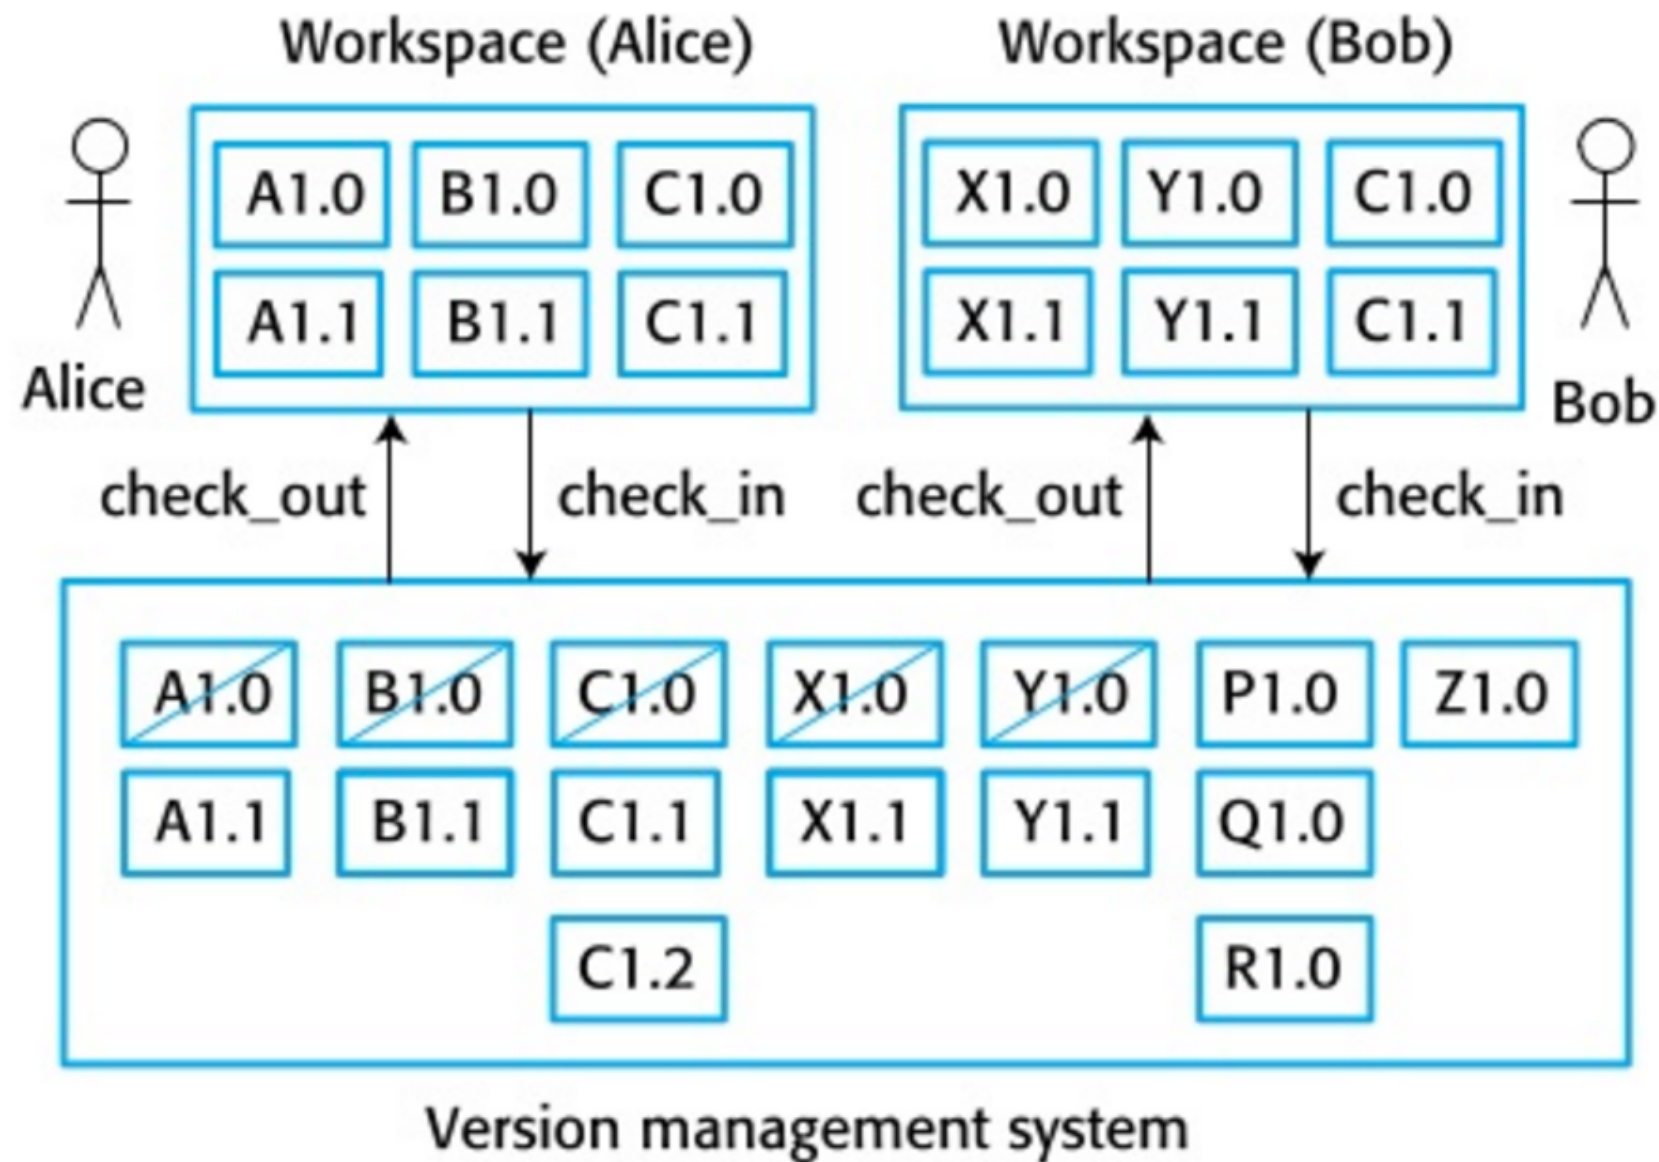 Workspace (Alice)
Workspace (Bob)
A1.0 B1.0 C1.0
A1.1 B1.1 C1.1
Alice
X1.0 Y1.0 C1.0
X1.1 Y1.1 C1.1
Bob
check_out
check_in
check_out
check_in
A1.0 B1.0 C1.0 X1.0 Y1.0 P1.0 Z1.0
A1.1 B1.1 C1.1 X1.1 Y1.1 Q1.0
C1.2 R1.0
Version management system